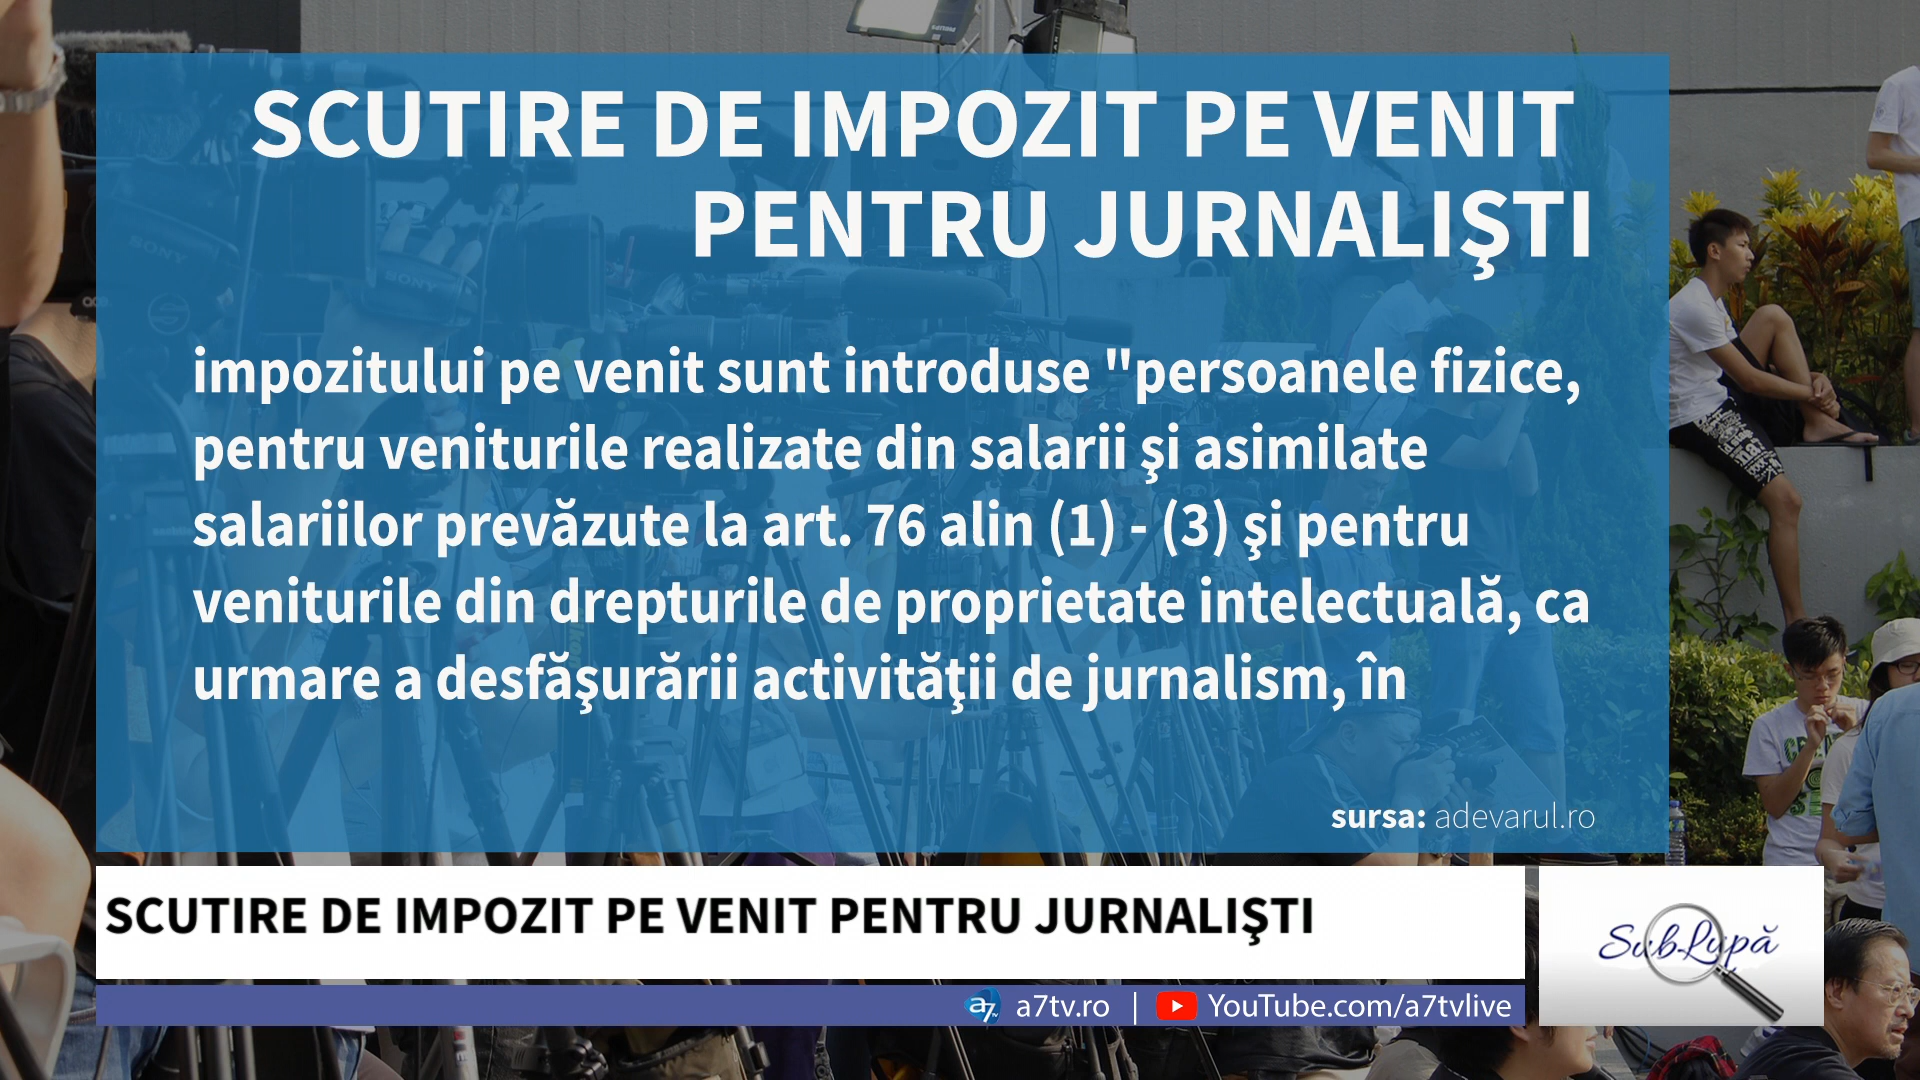 SCUTIRE DE IMPOZIT PE VENIT
PENTRU JURNALIŞTI
impozitului pe venit sunt introduse "persoanele fizice,
pentru veniturile realizate din salarii şi asimilate
salariilor prevăzute la art. 76 alin (1) - (3) şi pentru
veniturile din drepturile de proprietate intelectuală, ca
urmare a desfăşurării activităţii de jurnalism, în
sursa: adevarul.ro
SCUTIRE DE IMPOZIT PE VENIT PENTRU JURNALIŞTI
Sub Lupă
a7tv.ro | YouTube.com/a7tvlive
SONY
SONY